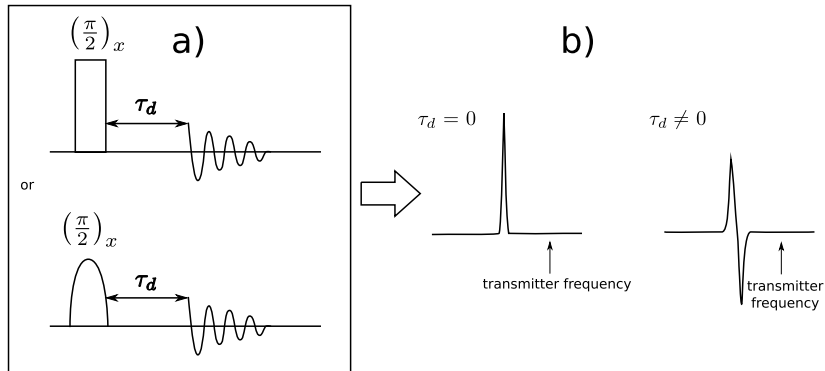 a)
(π/2)x
τd
or
(π/2)x
τd
b)
τd = 0
transmitter frequency
τd ≠ 0
transmitter
frequency